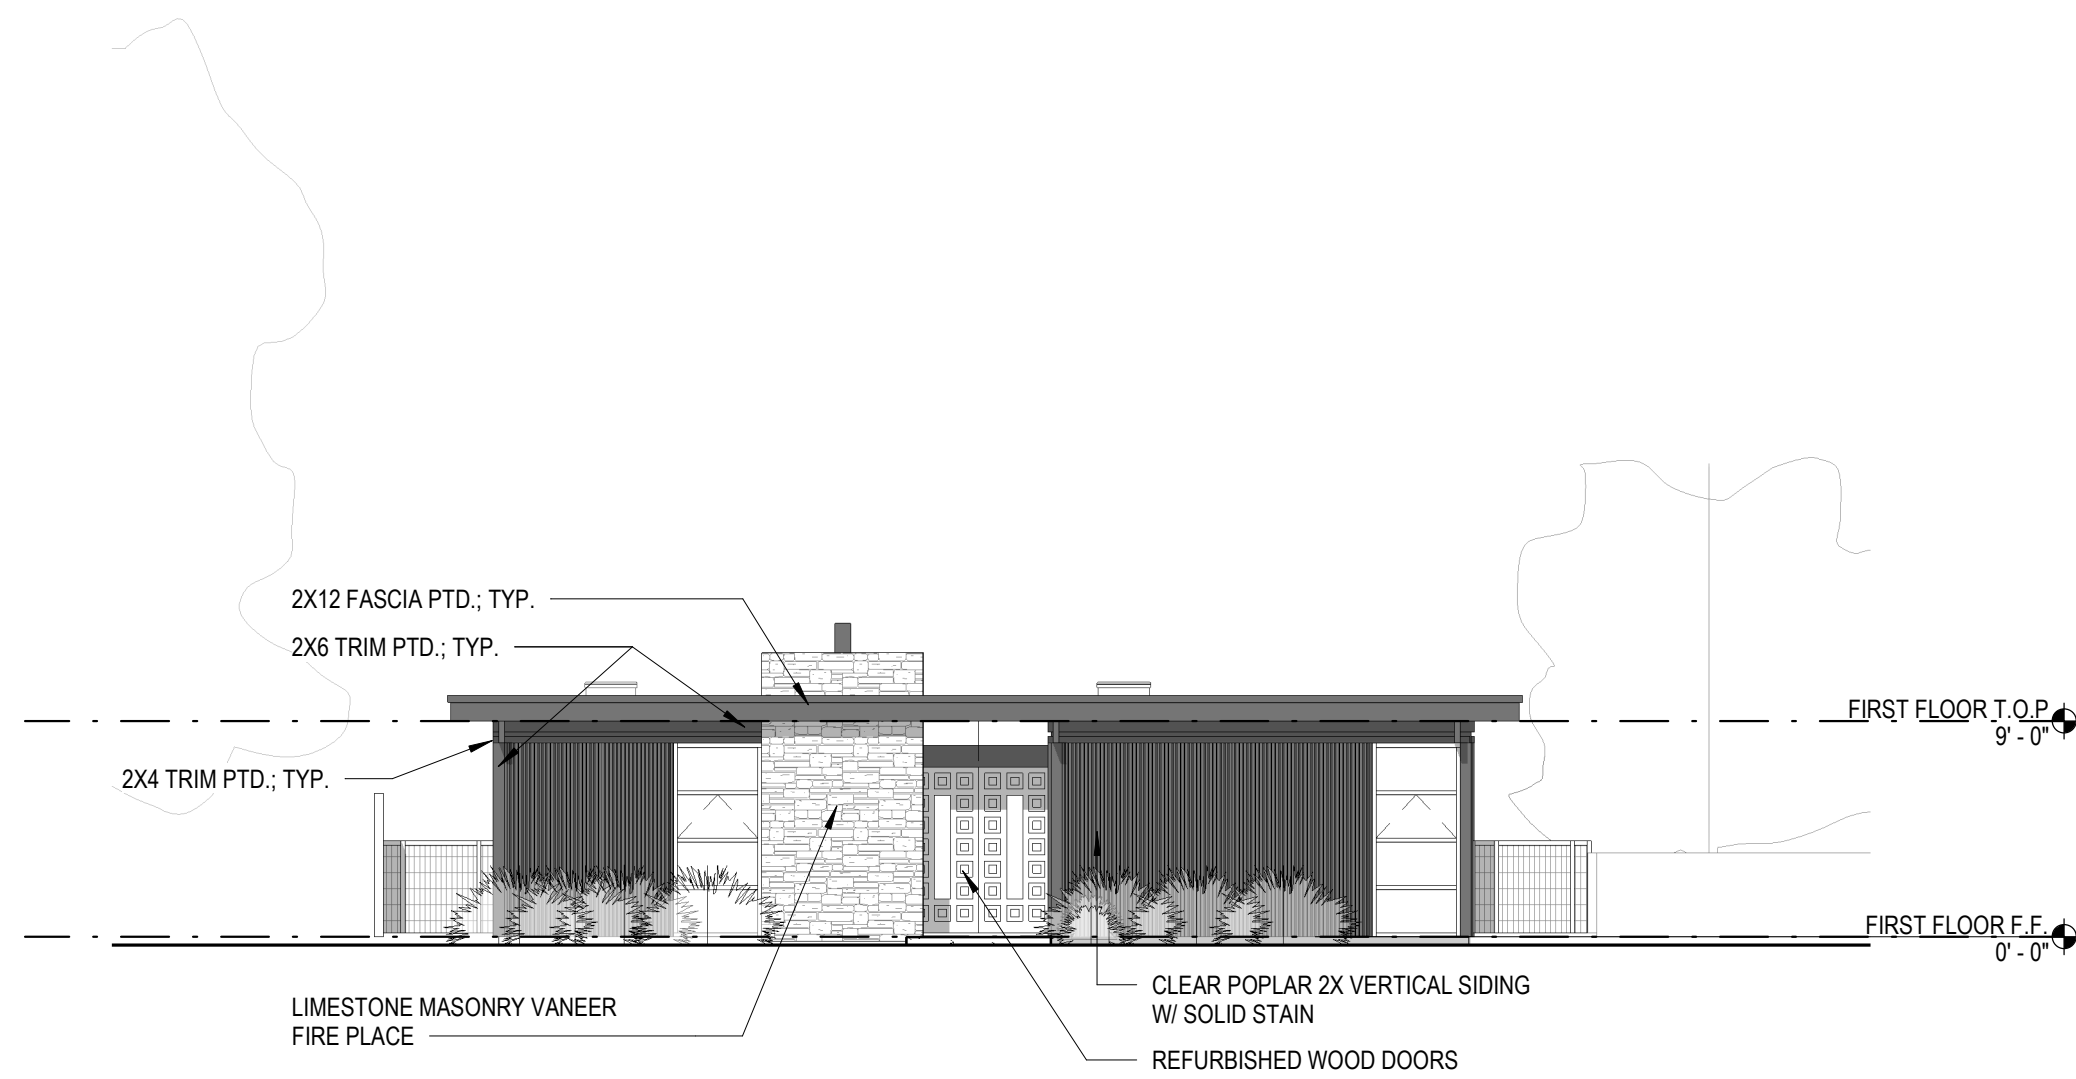 2X12 FASCIA PTD.; TYP.
2X6 TRIM PTD.; TYP.
2X4 TRIM PTD.; TYP.
FIRST FLOOR T.O.P
9' - 0"
FIRST FLOOR F.F.
0' - 0"
LIMESTONE MASONRY VANEER
FIRE PLACE
CLEAR POPLAR 2X VERTICAL SIDING
W/ SOLID STAIN
REFURBISHED WOOD DOORS